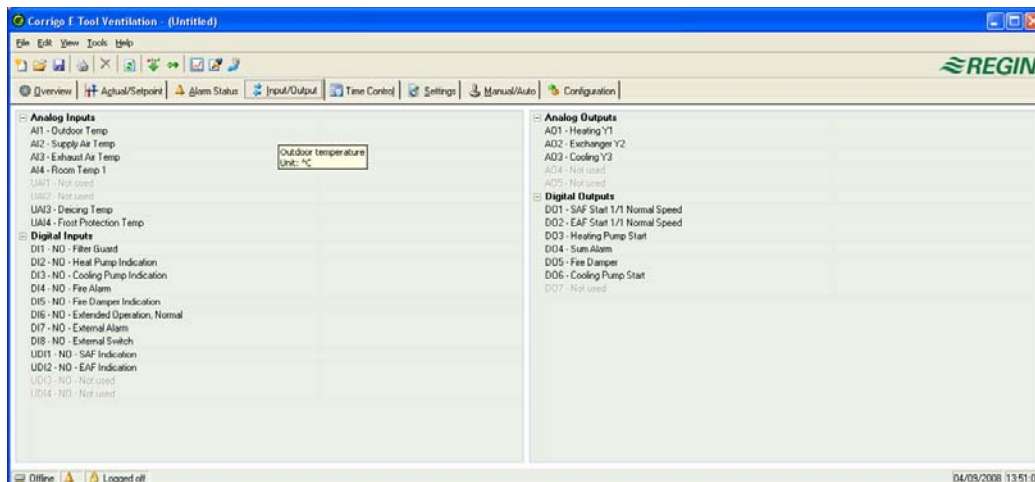 Corrigo E Tool Ventilation - (Untitled)
File Edit View Tools Help
REGIN
Overview Actual/Setpoint Alarm Status Input/Output Time Control Settings Manual/Auto Configuration
Analog Inputs
AI1 - Outdoor Temp
AI2 - Supply Air Temp
AI3 - Exhaust Air Temp
AI4 - Room Temp 1
UAI1 - Not used
UAI2 - Not used
UAI3 - Deicing Temp
UAI4 - Frost Protection Temp
Outdoor temperature
Unit: °C
Digital Inputs
DI1 - NO - Filter Guard
DI2 - NO - Heat Pump Indication
DI3 - NO - Cooling Pump Indication
DI4 - NO - Fire Alarm
DI5 - NO - Fire Damper Indication
DI6 - NO - Extended Operation, Normal
DI7 - NO - External Alarm
DI8 - NO - External Switch
UDI1 - NO - SAF Indication
UDI2 - NO - EAF Indication
UDI3 - NO - Not used
UDI4 - NO - Not used
Analog Outputs
AO1 - Heating Y1
AO2 - Exchanger Y2
AO3 - Cooling Y3
AO4 - Not used
AO5 - Not used
Digital Outputs
DO1 - SAF Start 1/1 Normal Speed
DO2 - EAF Start 1/1 Normal Speed
DO3 - Heating Pump Start
DO4 - Sum Alarm
DO5 - Fire Damper
DO6 - Cooling Pump Start
DO7 - Not used
Offline Logged off 04/09/2008